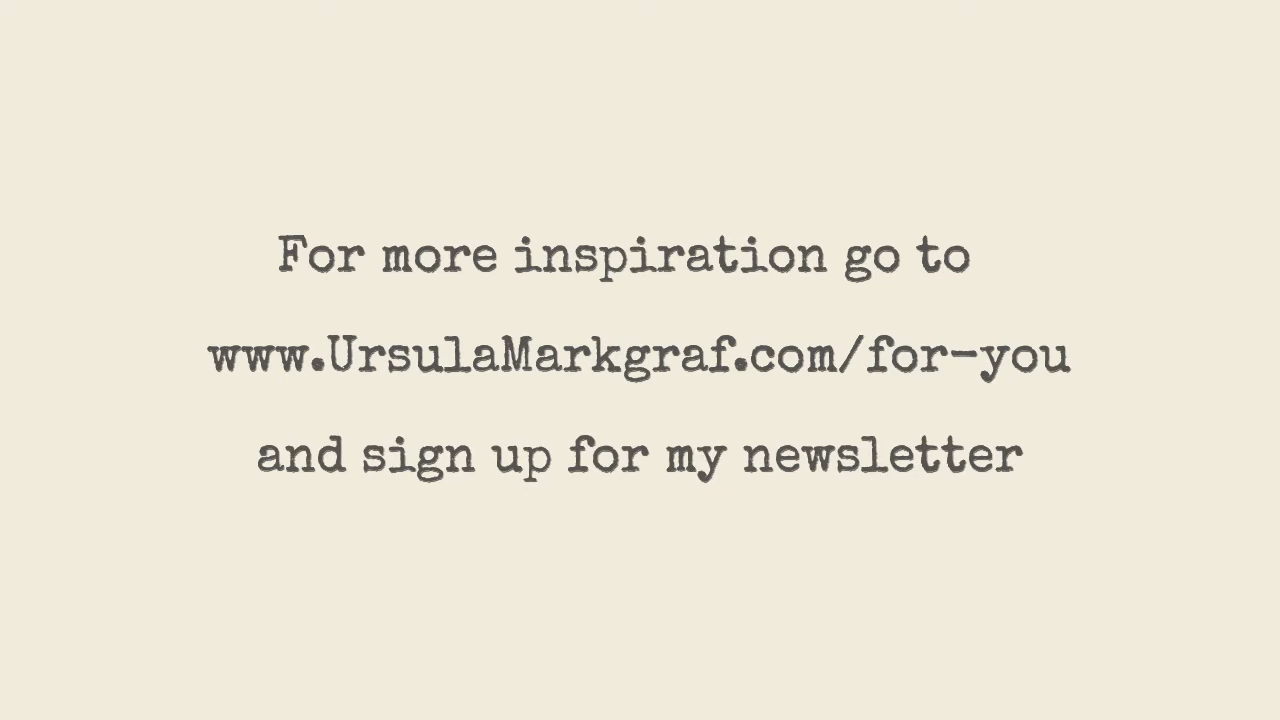 For more inspiration go to
www.UrsulaMarkgraf.com/for-you
and sign up for my newsletter